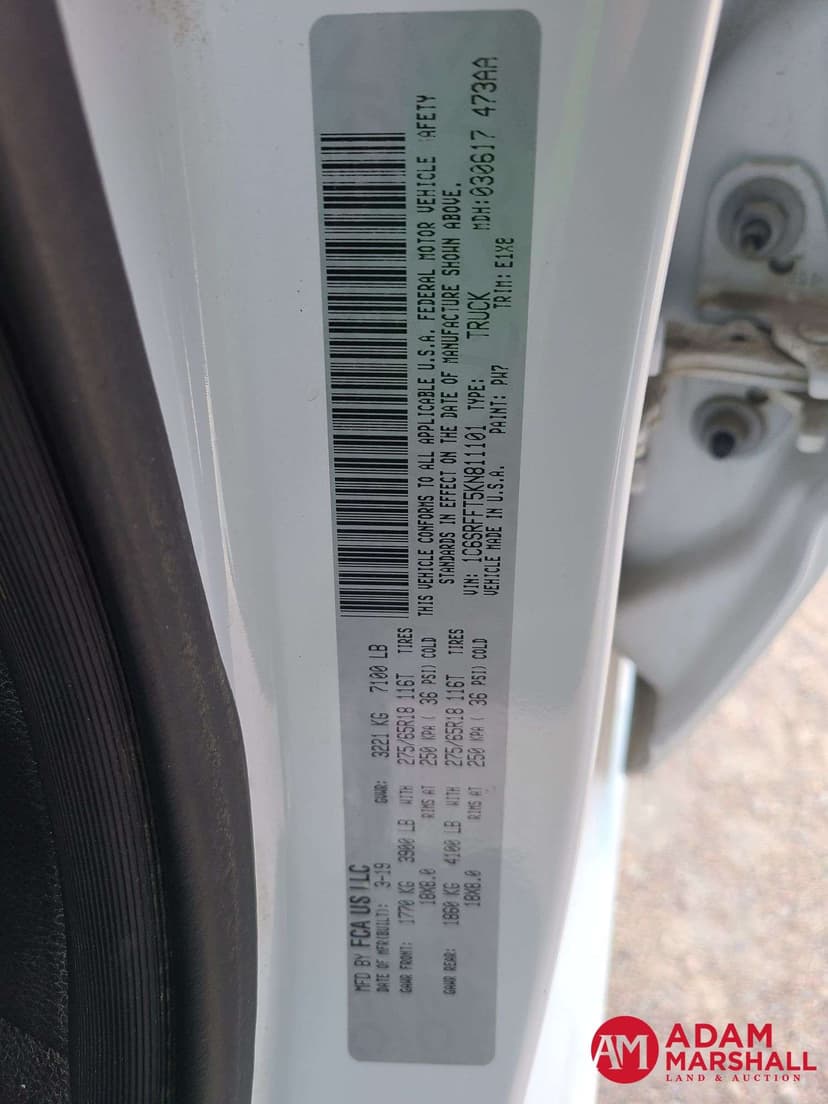 MFD BY FCA US LLC
DATE OF MFR(BUILT): 3-19 GVWR: 3221 KG 7100 LB
GAWR FRONT: 1770 KG 3900 LB WITH 275/65R18 116T TIRES
18X8.0 RIMS AT 250 KPA ( 36 PSI) COLD
GAWR REAR: 1860 KG 4100 LB WITH 275/65R18 116T TIRES
18X8.0 RIMS AT 250 KPA ( 36 PSI) COLD
THIS VEHICLE CONFORMS TO ALL APPLICABLE U.S.A. FEDERAL MOTOR VEHICLE SAFETY
STANDARDS IN EFFECT ON THE DATE OF MANUFACTURE SHOWN ABOVE.
VIN: 1C6SRFFT5KN811101 TYPE: TRUCK MDH:030617 473AA
VEHICLE MADE IN U.S.A. PAINT: PW7 TRIM: E1X8
AM ADAM
MARSHALL
LAND & AUCTION